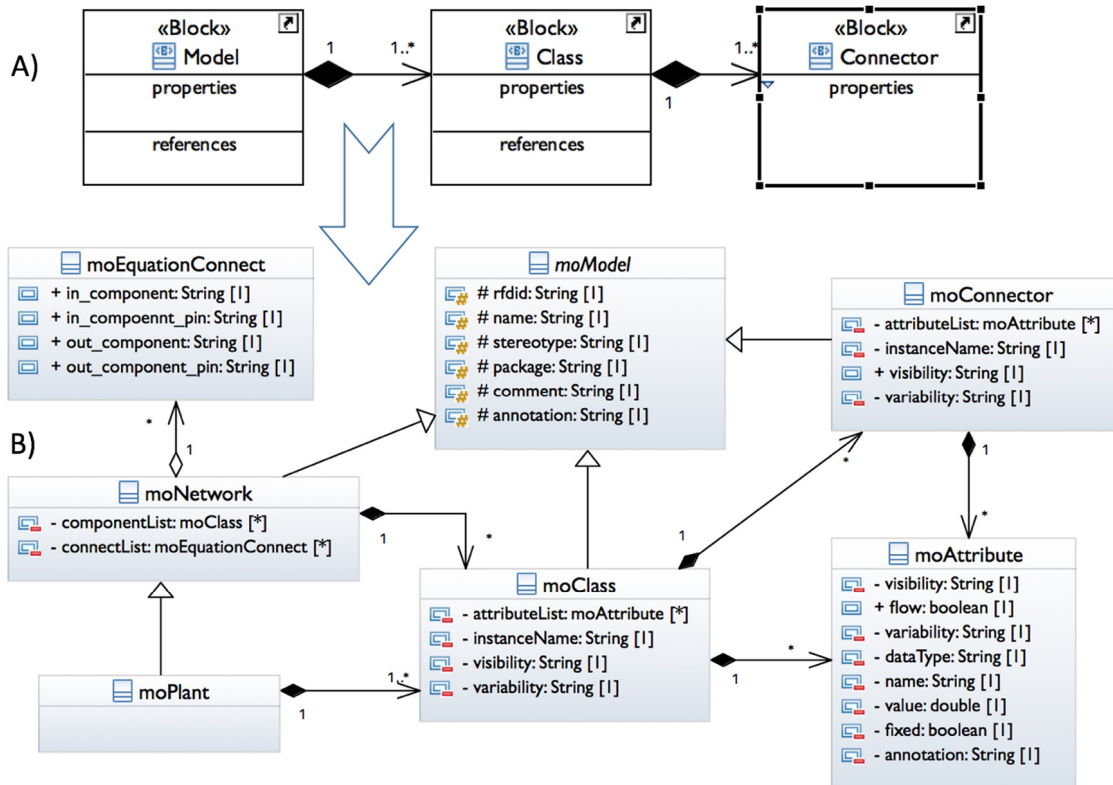 A)
«Block»
Model
properties
references
1
1..*
«Block»
Class
properties
references
1
1..*
«Block»
Connector
properties
B)
moEquationConnect
+ in_component: String [1]
+ in_compoennt_pin: String [1]
+ out_component: String [1]
+ out_component_pin: String [1]
*
1
moModel
# rfdid: String [1]
# name: String [1]
# stereotype: String [1]
# package: String [1]
# comment: String [1]
# annotation: String [1]
moConnector
- attributeList: moAttribute [*]
- instanceName: String [1]
+ visibility: String [1]
- variability: String [1]
1
*
moNetwork
- componentList: moClass [*]
- connectList: moEquationConnect [*]
1
*
moClass
- attributeList: moAttribute [*]
- instanceName: String [1]
- visibility: String [1]
- variability: String [1]
1
*
1
*
moAttribute
- visibility: String [1]
+ flow: boolean [1]
- variability: String [1]
- dataType: String [1]
- name: String [1]
- value: double [1]
- fixed: boolean [1]
- annotation: String [1]
moPlant
1
1..*